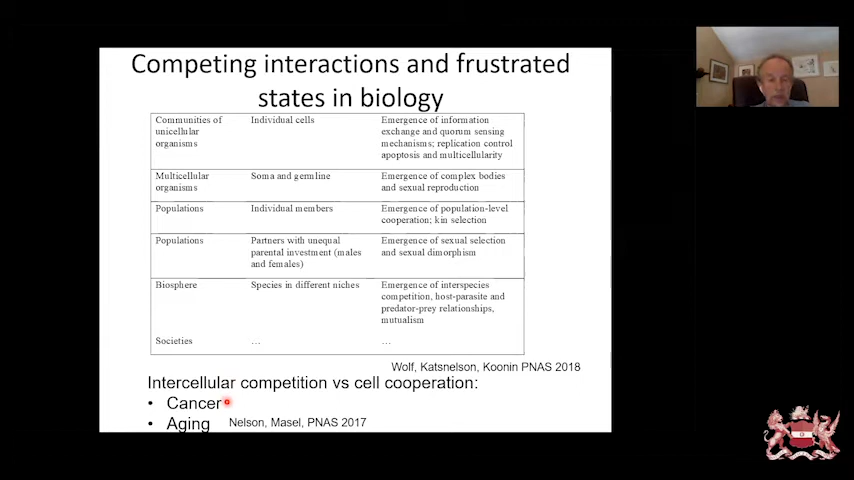 Competing interactions and frustrated
states in biology
Communities of unicellular organisms Individual cells Emergence of information exchange and quorum sensing mechanisms; replication control apoptosis and multicellularity
Multicellular organisms Soma and germline Emergence of complex bodies and sexual reproduction
Populations Individual members Emergence of population-level cooperation; kin selection
Populations Partners with unequal parental investment (males and females) Emergence of sexual selection and sexual dimorphism
Biosphere Species in different niches Emergence of interspecies competition, host-parasite and predator-prey relationships, mutualism
Societies … …
Wolf, Katsnelson, Koonin PNAS 2018
Intercellular competition vs cell cooperation:
• Cancer
• Aging Nelson, Masel, PNAS 2017